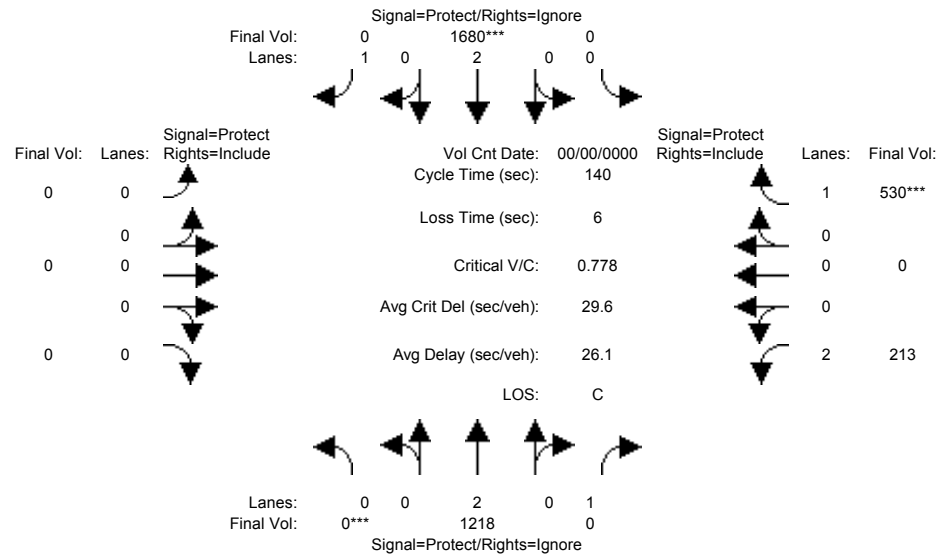 Signal=Protect/Rights=Ignore
Final Vol: 0 1680*** 0
Lanes: 1 0 2 0 0
Signal=Protect Signal=Protect
Final Vol: Lanes: Rights=Include Vol Cnt Date: 00/00/0000 Rights=Include Lanes: Final Vol:
Cycle Time (sec): 140
0 0 1 530***
Loss Time (sec): 6
0 0
0 0 Critical V/C: 0.778 0 0
0 Avg Crit Del (sec/veh): 29.6 0
0 0 Avg Delay (sec/veh): 26.1 2 213
LOS: C
Lanes: 0 0 2 0 1
Final Vol: 0*** 1218 0
Signal=Protect/Rights=Ignore